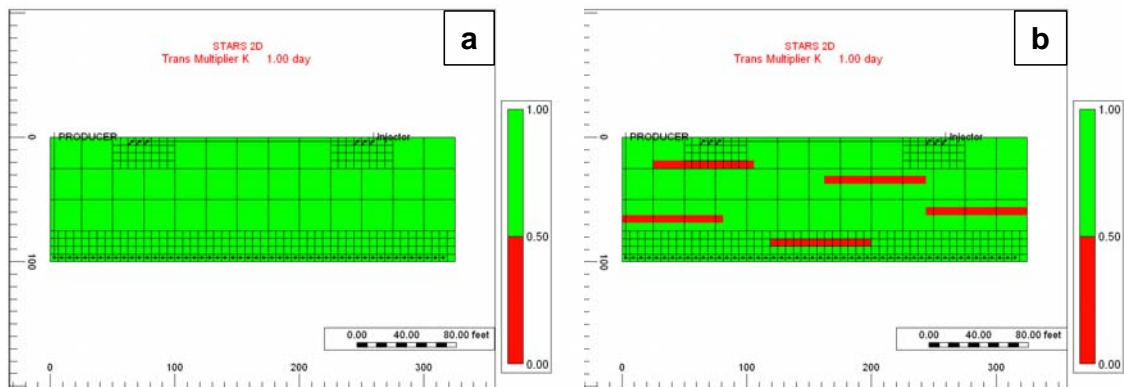 a
STARS 2D
Trans Multiplier K 1.00 day
PRODUCER
Injector
0
100
1.00
0.50
0.00
0.00 40.00 80.00 feet
0 100 200 300
b
STARS 2D
Trans Multiplier K 1.00 day
PRODUCER
Injector
0
100
1.00
0.50
0.00
0.00 40.00 80.00 feet
0 100 200 300